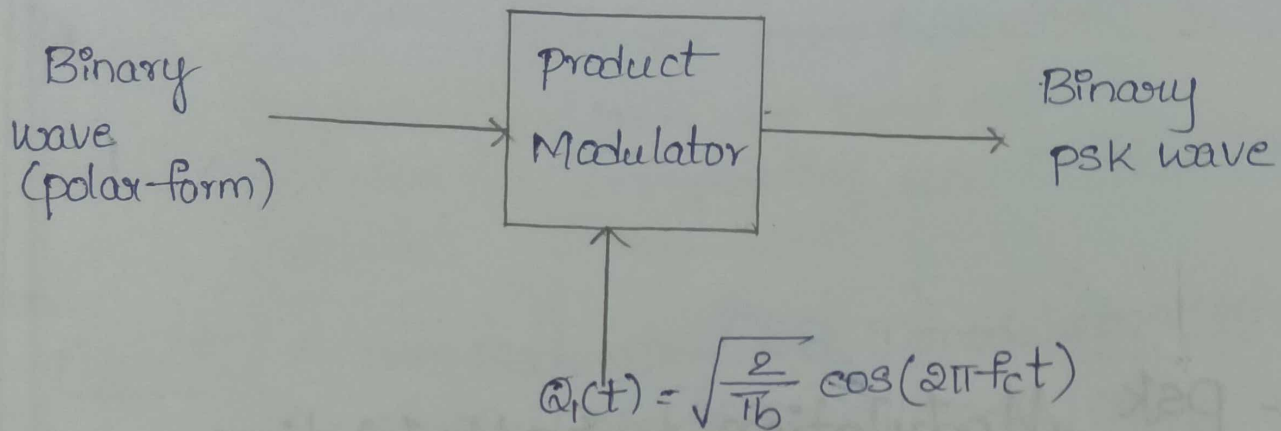 Binary
wave
(polar-form)
Product
Modulator
Binary
PSK wave
Φ₁(t) = √(2/Tb) cos(2πfct)